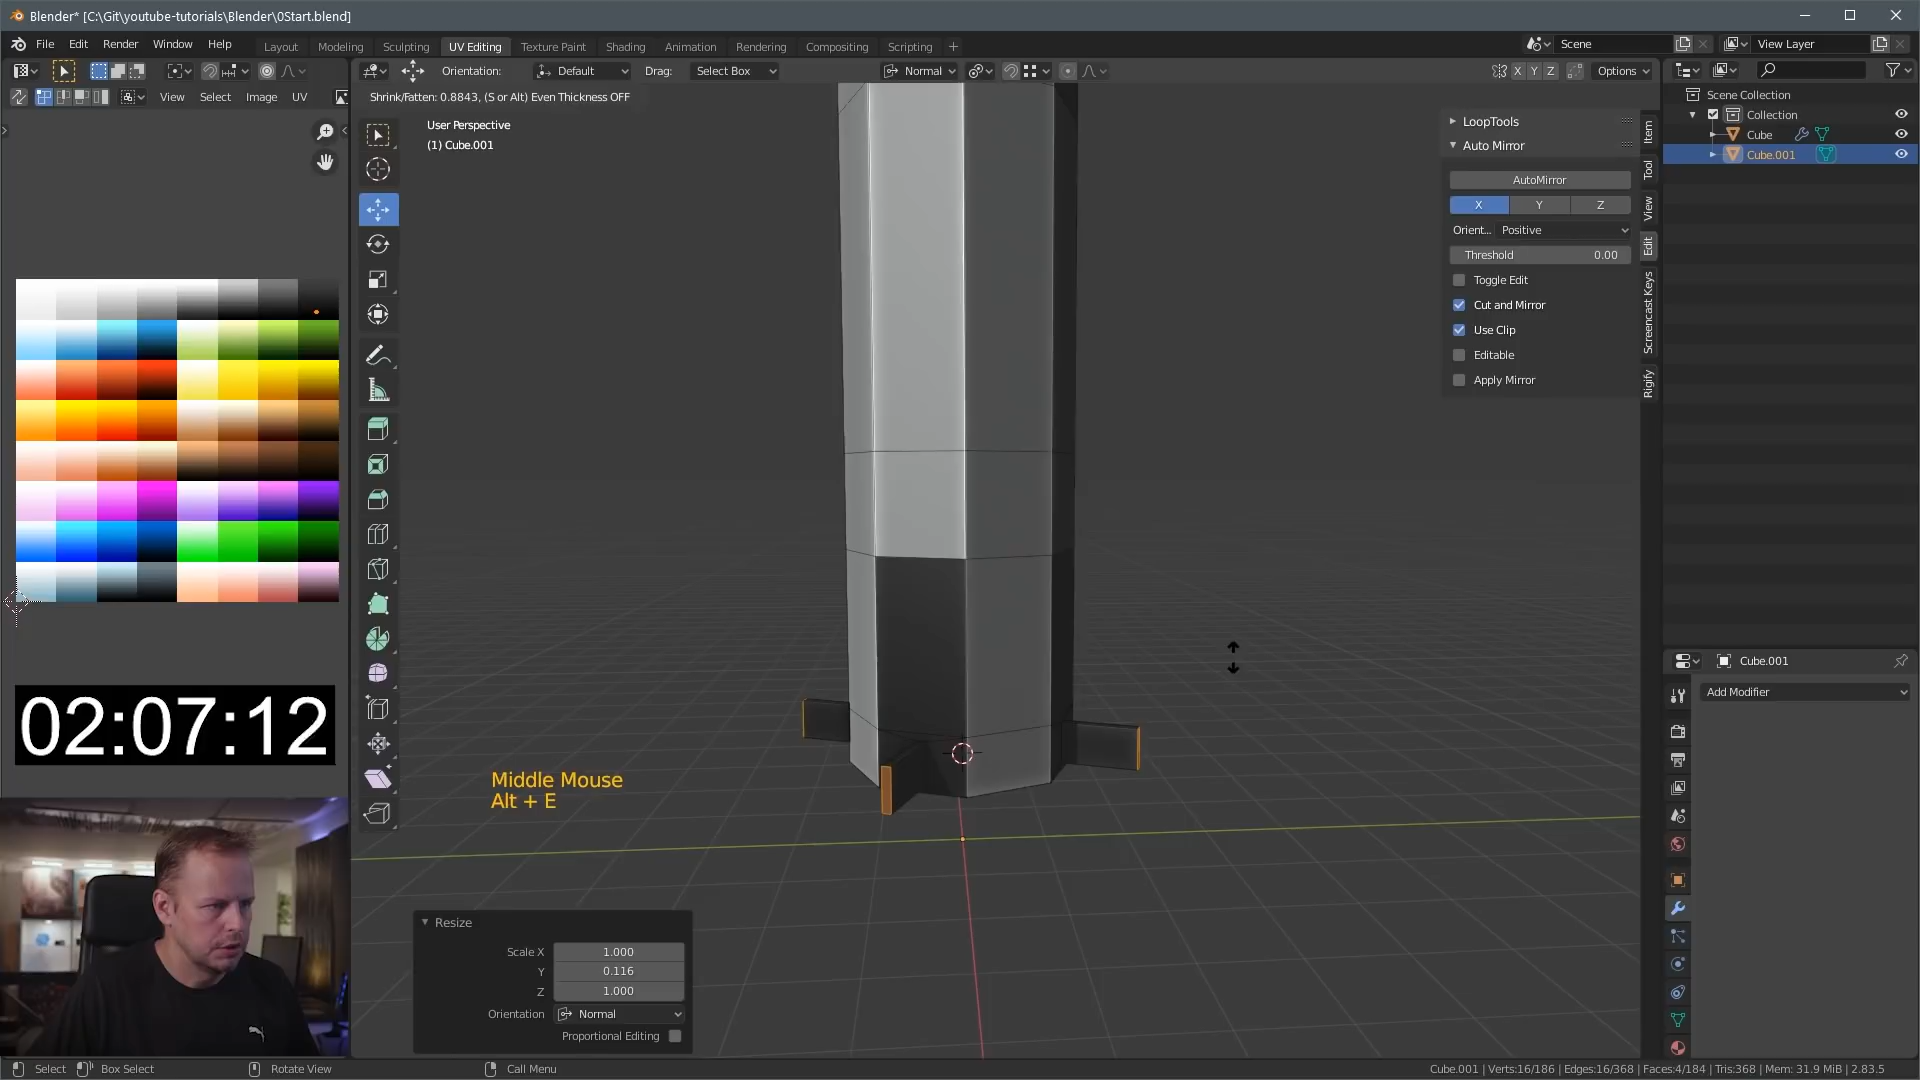 Blender* [C:\Git\youtube-tutorials\Blender\0Start.blend]
File Edit Render Window Help
Layout Modeling Sculpting UV Editing Texture Paint Shading Animation Rendering Compositing Scripting +
Scene
View Layer
Orientation: Default Drag: Select Box
Normal
X Y Z Options
View Select Image UV
Shrink/Fatten: 0.8843, (S or Alt) Even Thickness OFF
User Perspective
(1) Cube.001
LoopTools
Auto Mirror
AutoMirror
X Y Z
Orient... Positive
Threshold 0.00
Toggle Edit
Cut and Mirror
Use Clip
Editable
Apply Mirror
Item
Tool
View
Edit
Screencast Keys
Rigify
Scene Collection
Collection
Cube
Cube.001
Cube.001
Add Modifier
02:07:12
Middle Mouse
Alt + E
Resize
Scale X 1.000
Y 0.116
Z 1.000
Orientation Normal
Proportional Editing
Select
Box Select
Rotate View
Call Menu
Cube.001 | Verts:16/186 | Edges:16/368 | Faces:4/184 | Tris:368 | Mem: 31.9 MiB | 2.83.5